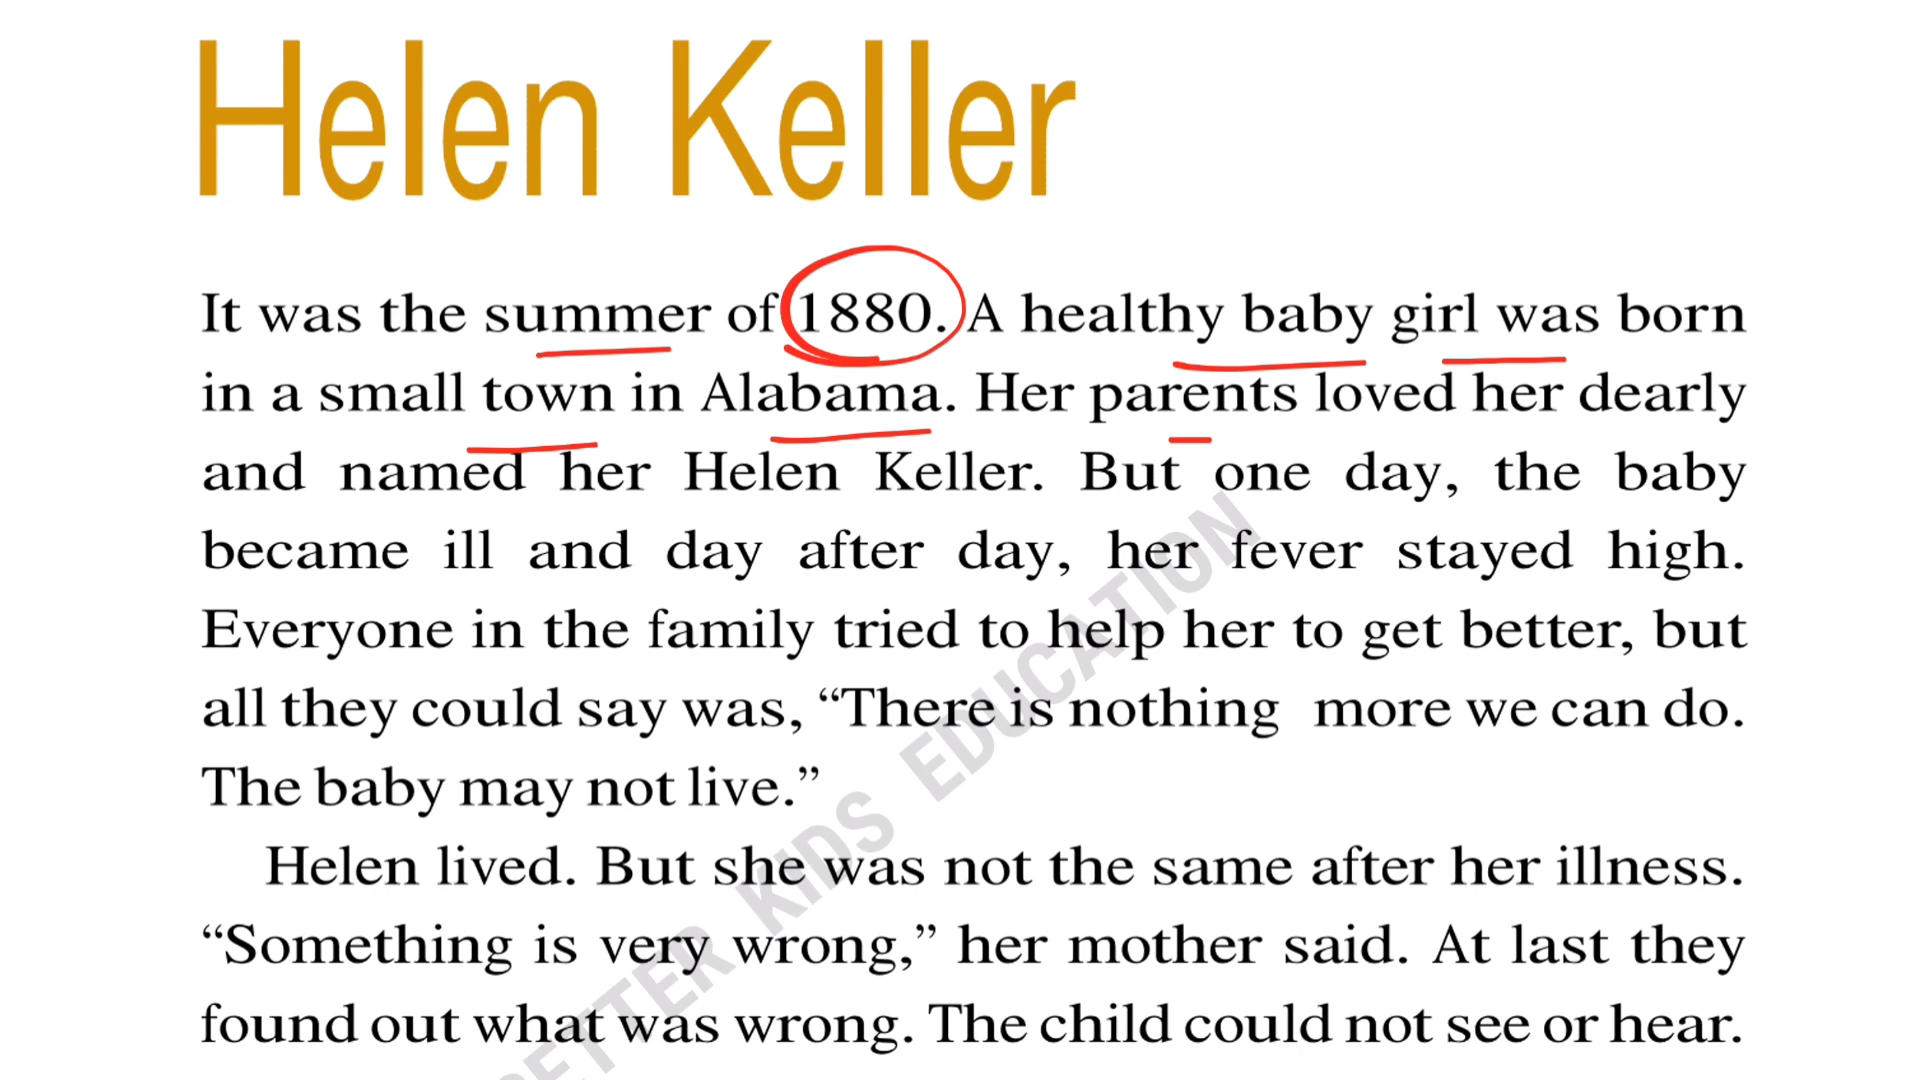 Helen Keller
It was the summer of 1880. A healthy baby girl was born
in a small town in Alabama. Her parents loved her dearly
and named her Helen Keller. But one day, the baby
became ill and day after day, her fever stayed high.
Everyone in the family tried to help her to get better, but
all they could say was, “There is nothing more we can do.
The baby may not live.”
Helen lived. But she was not the same after her illness.
“Something is very wrong,” her mother said. At last they
found out what was wrong. The child could not see or hear.
KIDS EDUCATION